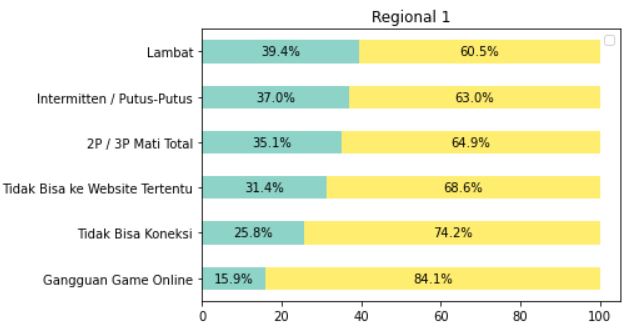 Regional 1
Lambat 39.4% 60.5%
Intermitten / Putus-Putus 37.0% 63.0%
2P / 3P Mati Total 35.1% 64.9%
Tidak Bisa ke Website Tertentu 31.4% 68.6%
Tidak Bisa Koneksi 25.8% 74.2%
Gangguan Game Online 15.9% 84.1%
0 20 40 60 80 100